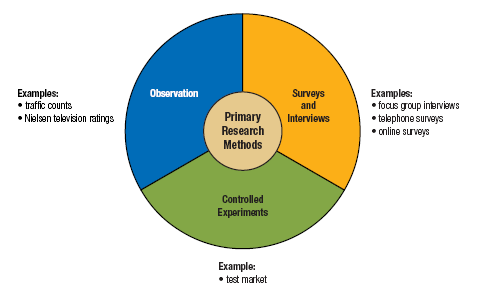 Observation
Surveys
and
Interviews
Primary
Research
Methods
Controlled
Experiments
Examples:
• traffic counts
• Nielsen television ratings
Examples:
• focus group interviews
• telephone surveys
• online surveys
Example:
• test market